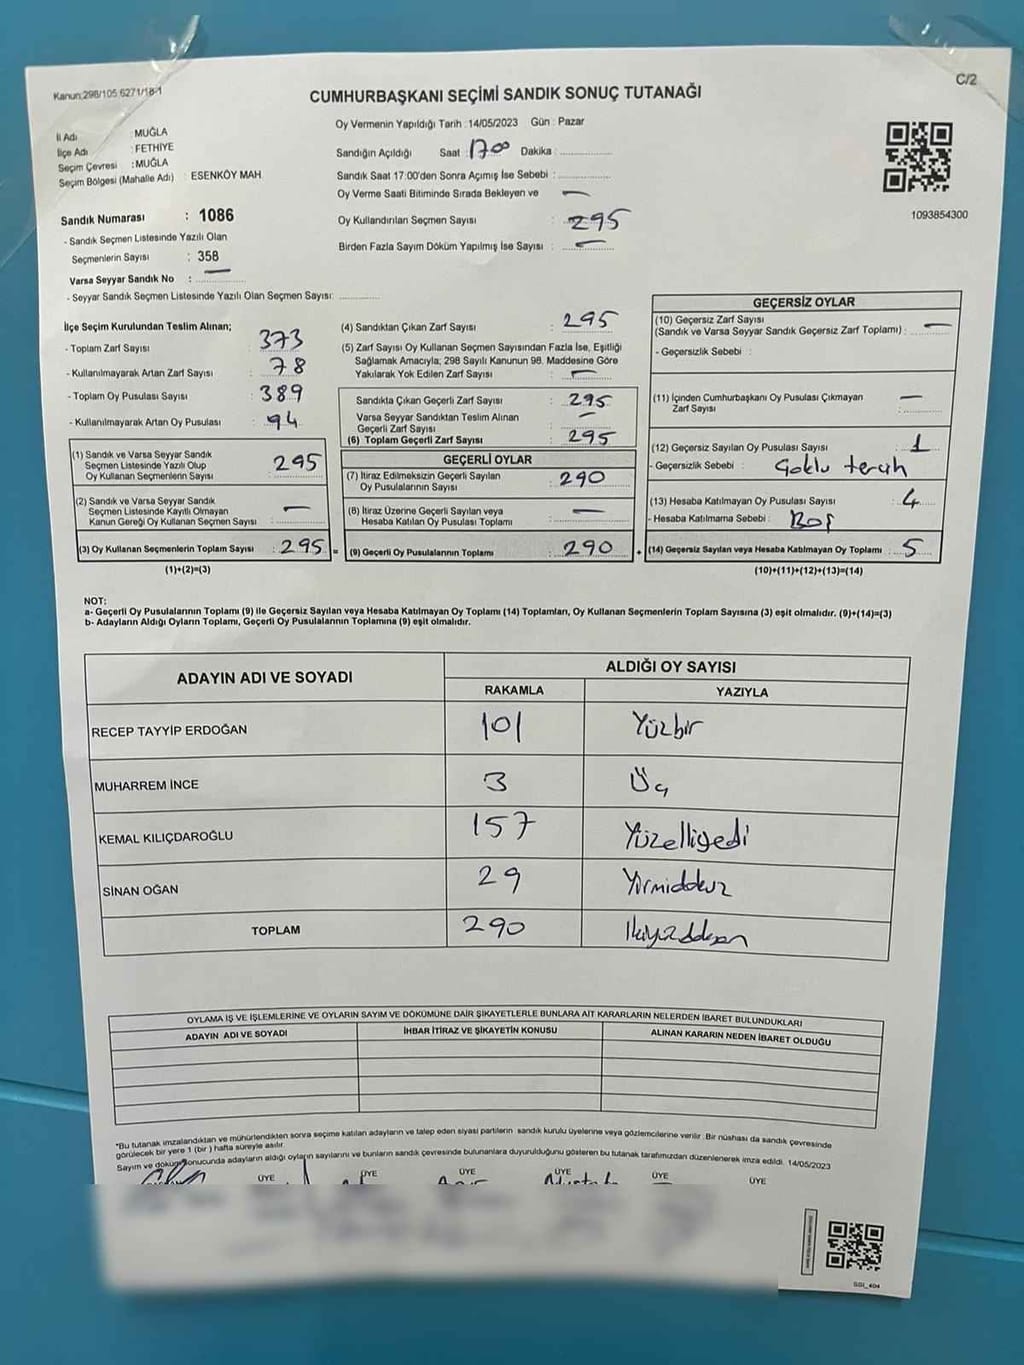 Kanun:298/105 6271/18-1
C/2
CUMHURBAŞKANI SEÇİMİ SANDIK SONUÇ TUTANAĞI
İl Adı : MUĞLA
İlçe Adı : FETHİYE
Seçim Çevresi : MUĞLA
Seçim Bölgesi (Mahalle Adı) : ESENKÖY MAH.
Sandık Numarası : 1086
- Sandık Seçmen Listesinde Yazılı Olan
Seçmenlerin Sayısı : 358
Varsa Seyyar Sandık No : —
- Seyyar Sandık Seçmen Listesinde Yazılı Olan Seçmen Sayısı: ............
Oy Vermenin Yapıldığı Tarih : 14/05/2023 Gün : Pazar
Sandığın Açıldığı Saat : 17 00 Dakika : ............
Sandık Saat 17:00'den Sonra Açımış İse Sebebi : ............
Oy Verme Saati Bitiminde Sırada Bekleyen ve —
Oy Kullandırılan Seçmen Sayısı : 295
Birden Fazla Sayım Döküm Yapılmış İse Sayısı : —
1093854300
İlçe Seçim Kurulundan Teslim Alınan;
- Toplam Zarf Sayısı : 373
- Kullanılmayarak Artan Zarf Sayısı : 78
- Toplam Oy Pusulası Sayısı : 389
- Kullanılmayarak Artan Oy Pusulası : 94
(1) Sandık ve Varsa Seyyar Sandık
Seçmen Listesinde Yazılı Olup
Oy Kullanan Seçmenlerin Sayısı : 295
(2) Sandık ve Varsa Seyyar Sandık
Seçmen Listesinde Kayıtlı Olmayan
Kanun Gereği Oy Kullanan Seçmen Sayısı : —
(3) Oy Kullanan Seçmenlerin Toplam Sayısı : 295 =
(1)+(2)=(3)
(4) Sandıktan Çıkan Zarf Sayısı : 295
(5) Zarf Sayısı Oy Kullanan Seçmen Sayısından Fazla İse, Eşitliği
Sağlamak Amacıyla; 298 Sayılı Kanunun 98. Maddesine Göre
Yakılarak Yok Edilen Zarf Sayısı : —
Sandıkta Çıkan Geçerli Zarf Sayısı : 295
Varsa Seyyar Sandıktan Teslim Alınan
Geçerli Zarf Sayısı : —
(6) Toplam Geçerli Zarf Sayısı : 295
GEÇERLİ OYLAR
(7) İtiraz Edilmeksizin Geçerli Sayılan
Oy Pusulalarının Sayısı : 290
(8) İtiraz Üzerine Geçerli Sayılan veya
Hesaba Katılan Oy Pusulası Toplamı : —
(9) Geçerli Oy Pusulalarının Toplamı : 290 +
GEÇERSİZ OYLAR
(10) Geçersiz Zarf Sayısı
(Sandık ve Varsa Seyyar Sandık Geçersiz Zarf Toplamı) : —
- Geçersizlik Sebebi :
(11) İçinden Cumhurbaşkanı Oy Pusulası Çıkmayan
Zarf Sayısı : —
(12) Geçersiz Sayılan Oy Pusulası Sayısı : 1
- Geçersizlik Sebebi : Çoklu tercih
(13) Hesaba Katılmayan Oy Pusulası Sayısı : 4
- Hesaba Katılmama Sebebi : Boş
(14) Geçersiz Sayılan veya Hesaba Katılmayan Oy Toplamı : 5
(10)+(11)+(12)+(13)=(14)
NOT:
a- Geçerli Oy Pusulalarının Toplamı (9) ile Geçersiz Sayılan veya Hesaba Katılmayan Oy Toplamı (14) Toplamları, Oy Kullanan Seçmenlerin Toplam Sayısına (3) eşit olmalıdır. (9)+(14)=(3)
b- Adayların Aldığı Oyların Toplamı, Geçerli Oy Pusulalarının Toplamına (9) eşit olmalıdır.
ADAYIN ADI VE SOYADI
ALDIĞI OY SAYISI
RAKAMLA YAZIYLA
RECEP TAYYİP ERDOĞAN 101 Yüzbir
MUHARREM İNCE 3 Üç
KEMAL KILIÇDAROĞLU 157 Yüzelliyedi
SİNAN OĞAN 29 Yirmidokuz
TOPLAM 290 İkiyüzdoksan
OYLAMA İŞ VE İŞLEMLERİNE VE OYLARIN SAYIM VE DÖKÜMÜNE DAİR ŞİKAYETLERLE BUNLARA AİT KARARLARIN NELERDEN İBARET BULUNDUKLARI
ADAYIN ADI VE SOYADI İHBAR İTİRAZ VE ŞİKAYETİN KONUSU ALINAN KARARIN NEDEN İBARET OLDUĞU
*Bu tutanak imzalandıktan ve mühürlendikten sonra seçime katılan adayların ve talep eden siyasi partilerin sandık kurulu üyelerine veya gözlemcilerine verilir. Bir nüshası da sandık çevresinde
görülecek bir yere 1 (bir) hafta süreyle asılır.
Sayım ve döküm sonucunda adayların aldığı oyların sayılarını ve bunların sandık çevresinde bulunanlara duyurulduğunu gösteren bu tutanak tarafımızdan düzenlenerek imza edildi. 14/05/2023
ÜYE ÜYE ÜYE ÜYE ÜYE ÜYE
SGI_404